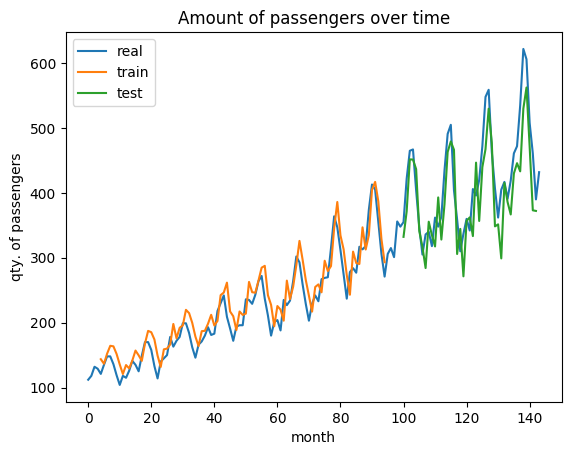 Amount of passengers over time
real
train
test
qty. of passengers
600
500
400
300
200
100
0 20 40 60 80 100 120 140
month